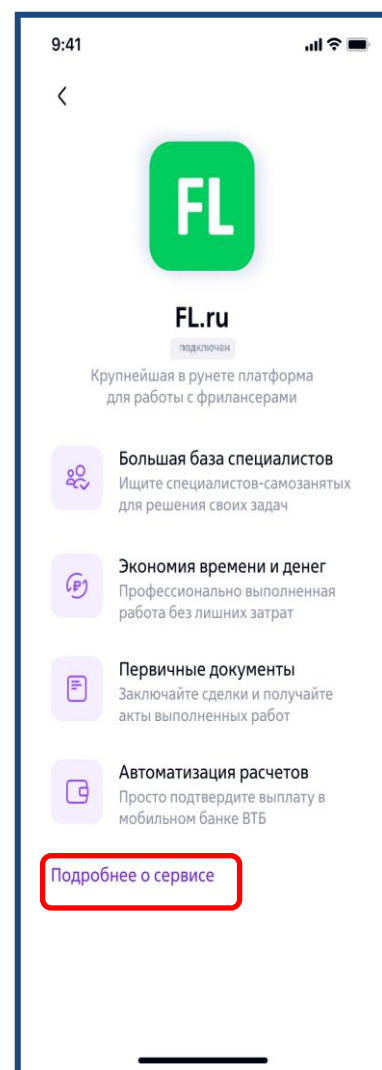 9:41
FL
FL.ru
подключен
Крупнейшая в рунете платформа
для работы с фрилансерами
Большая база специалистов
Ищите специалистов-самозанятых
для решения своих задач
Экономия времени и денег
Профессионально выполненная
работа без лишних затрат
Первичные документы
Заключайте сделки и получайте
акты выполненных работ
Автоматизация расчетов
Просто подтвердите выплату в
мобильном банке ВТБ
Подробнее о сервисе